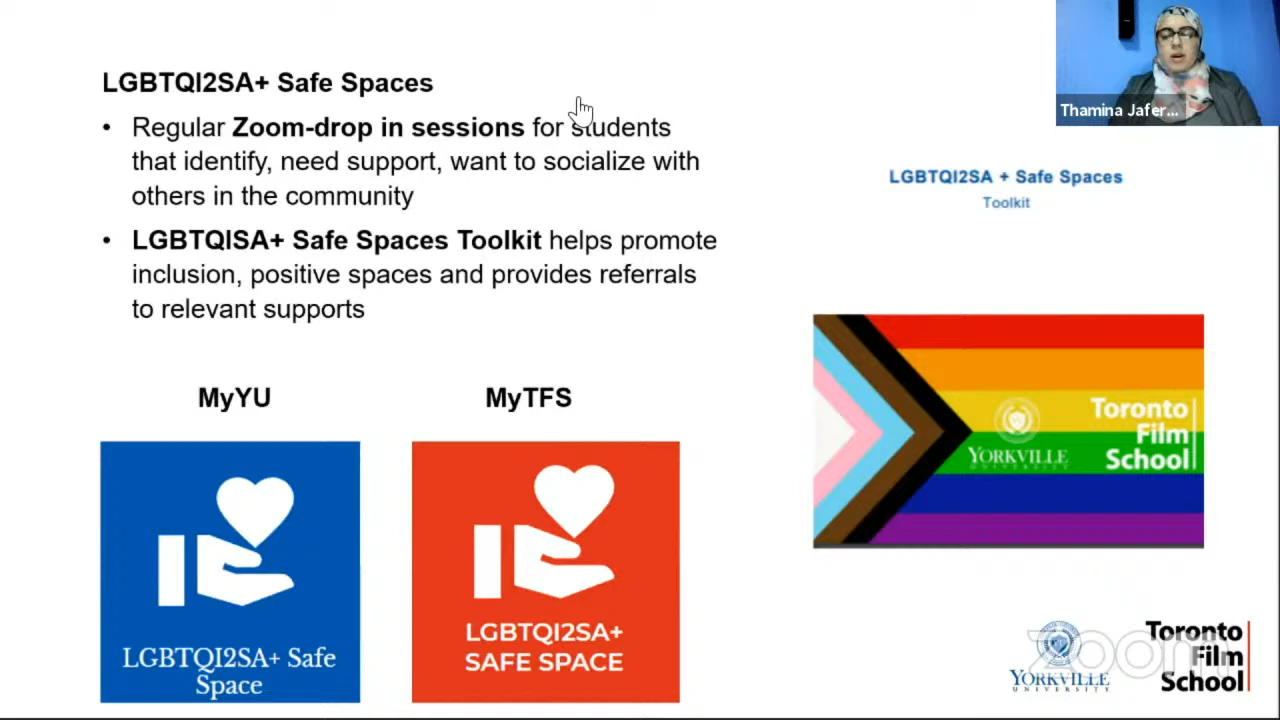 LGBTQI2SA+ Safe Spaces
• Regular Zoom-drop in sessions for students
that identify, need support, want to socialize with
others in the community
• LGBTQISA+ Safe Spaces Toolkit helps promote
inclusion, positive spaces and provides referrals
to relevant supports
MyYU
MyTFS
LGBTQI2SA+ Safe
Space
LGBTQI2SA+
SAFE SPACE
Thamina Jafer...
LGBTQI2SA + Safe Spaces
Toolkit
YORKVILLE
UNIVERSITY
Toronto
Film
School
zoom
YORKVILLE
UNIVERSITY
Toronto
Film
School